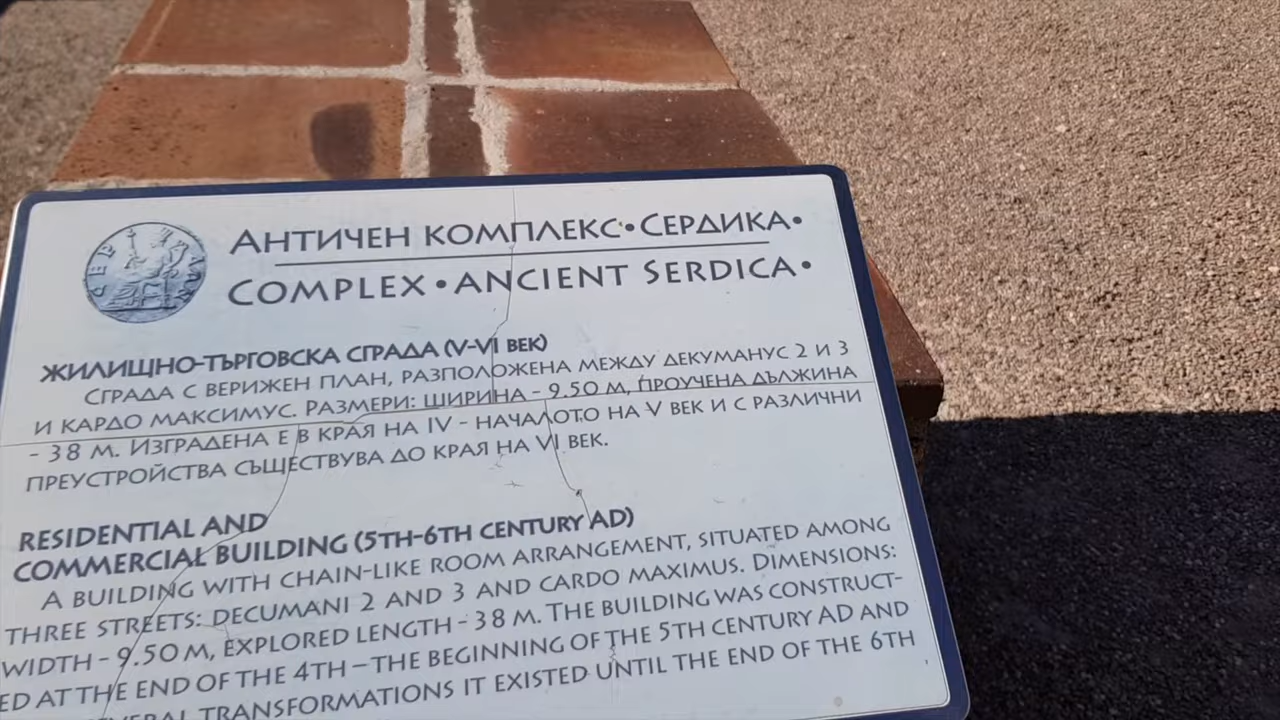 АНТИЧЕН КОМПЛЕКС•СЕРДИКА•
COMPLEX•ANCIENT SERDICA•
ЖИЛИЩНО-ТЪРГОВСКА СГРАДА (V-VI ВЕК)
СГРАДА С ВЕРИЖЕН ПЛАН, РАЗПОЛОЖЕНА МЕЖДУ ДЕКУМАНУС 2 И 3
И КАРДО МАКСИМУС. РАЗМЕРИ: ШИРИНА - 9.50 М, ПРОУЧЕНА ДЪЛЖИНА
- 38 М. ИЗГРАДЕНА Е В КРАЯ НА IV - НАЧАЛОТО НА V ВЕК И С РАЗЛИЧНИ
ПРЕУСТРОЙСТВА СЪЩЕСТВУВА ДО КРАЯ НА VI ВЕК.
RESIDENTIAL AND
COMMERCIAL BUILDING (5TH-6TH CENTURY AD)
A BUILDING WITH CHAIN-LIKE ROOM ARRANGEMENT, SITUATED AMONG
THREE STREETS: DECUMANI 2 AND 3 AND CARDO MAXIMUS. DIMENSIONS:
WIDTH - 9.50 M, EXPLORED LENGTH - 38 M. THE BUILDING WAS CONSTRUCT-
ED AT THE END OF THE 4TH – THE BEGINNING OF THE 5TH CENTURY AD AND
TRANSFORMATIONS IT EXISTED UNTIL THE END OF THE 6TH